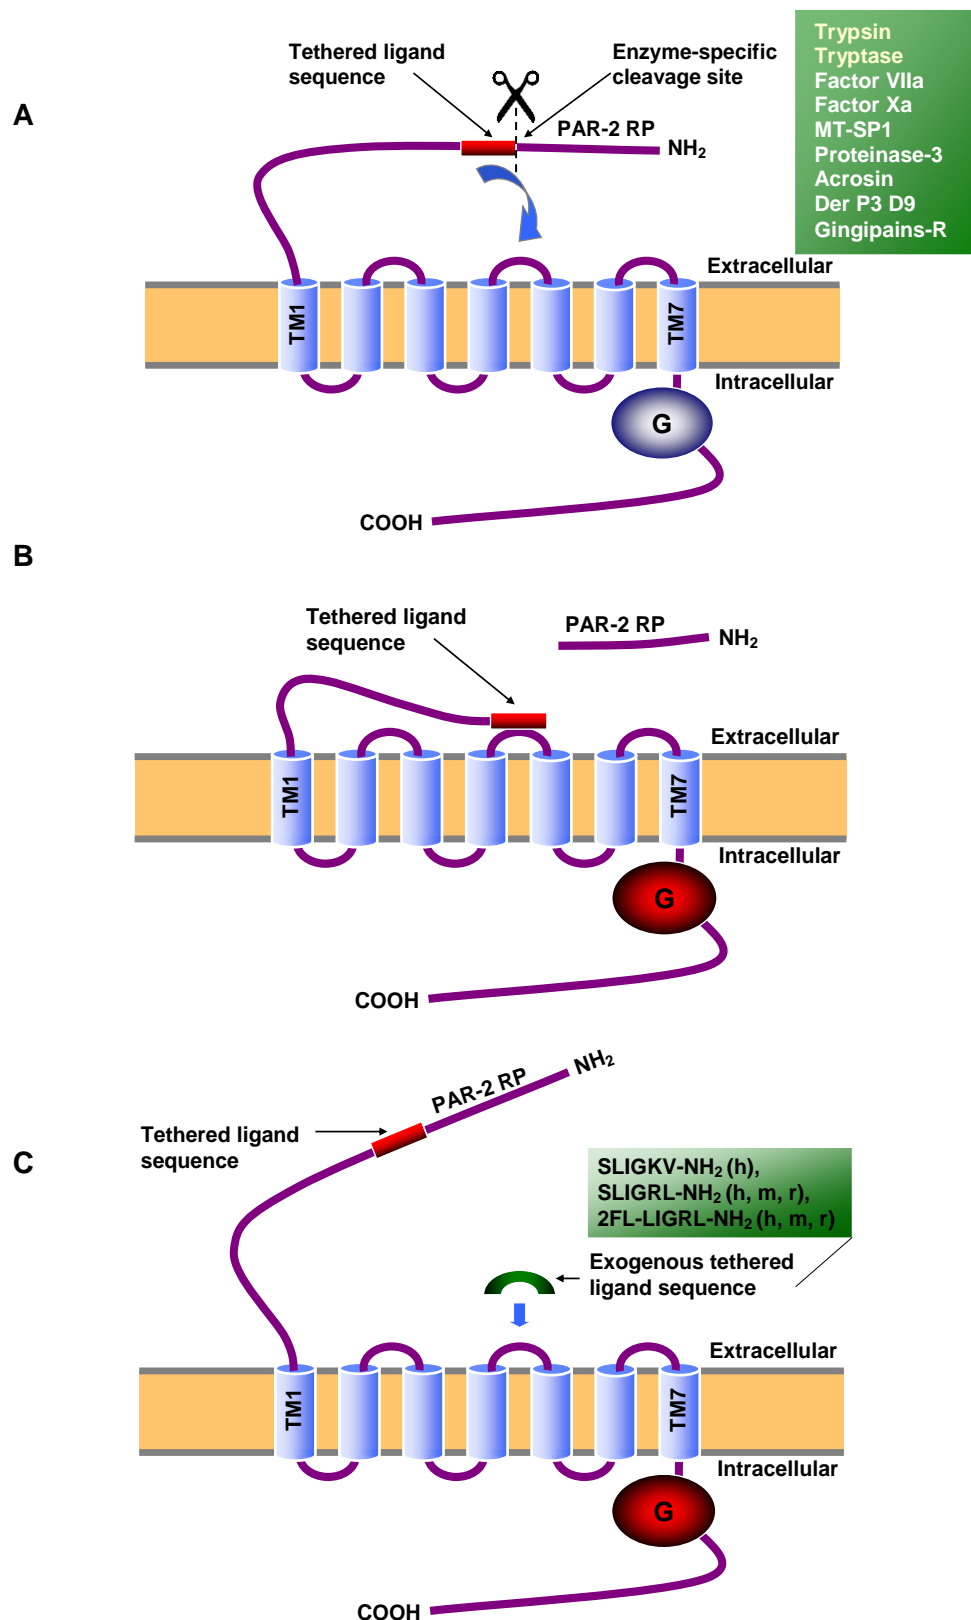 A
Tethered ligand
sequence
Enzyme-specific
cleavage site
Trypsin
Tryptase
Factor VIIa
Factor Xa
MT-SP1
Proteinase-3
Acrosin
Der P3 D9
Gingipains-R
PAR-2 RP
NH₂
Extracellular
TM1
TM7
Intracellular
G
COOH
B
Tethered ligand
sequence
PAR-2 RP
NH₂
Extracellular
TM1
TM7
Intracellular
G
COOH
C
PAR-2 RP
NH₂
Tethered ligand
sequence
SLIGKV-NH₂ (h),
SLIGRL-NH₂ (h, m, r),
2FL-LIGRL-NH₂ (h, m, r)
Exogenous tethered
ligand sequence
Extracellular
TM1
TM7
Intracellular
G
COOH